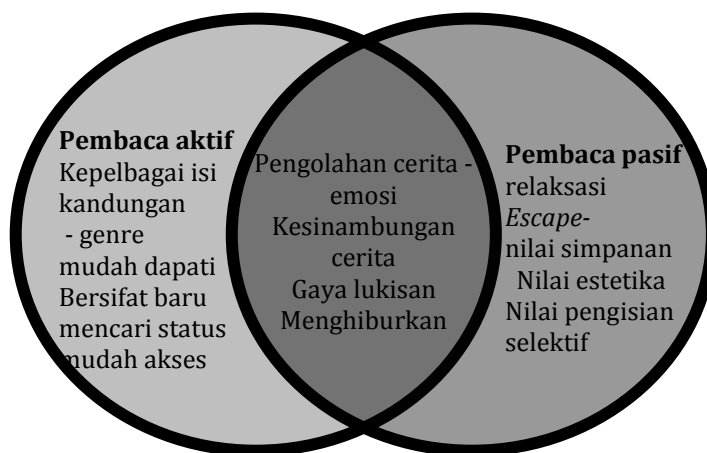 Pembaca aktif
Kepelbagai isi
kandungan
- genre
mudah dapati
Bersifat baru
mencari status
mudah akses
Pengolahan cerita -
emosi
Kesinambungan
cerita
Gaya lukisan
Menghiburkan
Pembaca pasif
relaksasi
Escape-
nilai simpanan
Nilai estetika
Nilai pengisian
selektif